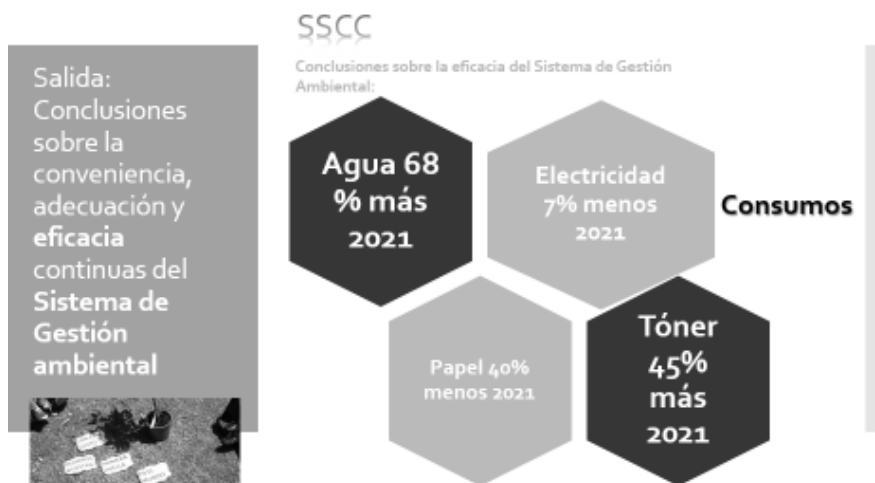 SSCC
Conclusiones sobre la eficacia del Sistema de Gestión
Ambiental:
Salida:
Conclusiones
sobre la
conveniencia,
adecuación y
eficacia
continuas del
Sistema de
Gestión
ambiental
Agua 68
% más
2021
Electricidad
7% menos
2021
Consumos
Papel 40%
menos 2021
Tóner
45%
más
2021